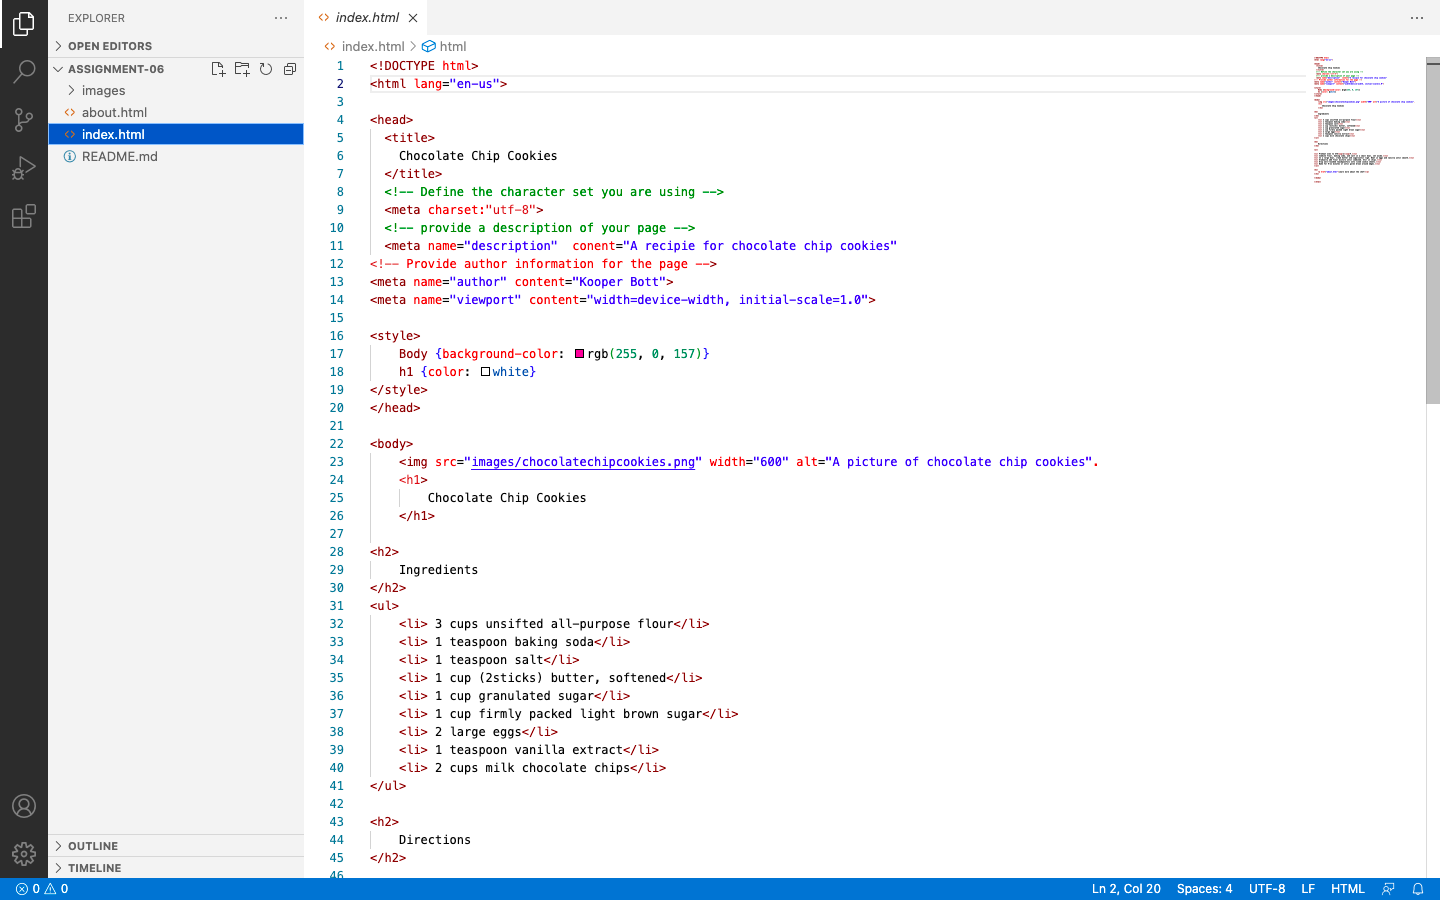 EXPLORER
OPEN EDITORS
ASSIGNMENT-06
images
about.html
index.html
README.md
OUTLINE
TIMELINE
index.html
index.html > html
1 <!DOCTYPE html>
2 <html lang="en-us">
3
4 <head>
5 <title>
6 Chocolate Chip Cookies
7 </title>
8 <!-- Define the character set you are using -->
9 <meta charset:"utf-8">
10 <!-- provide a description of your page -->
11 <meta name="description"  conent="A recipie for chocolate chip cookies"
12 <!-- Provide author information for the page -->
13 <meta name="author" content="Kooper Bott">
14 <meta name="viewport" content="width=device-width, initial-scale=1.0">
15
16 <style>
17 Body {background-color: rgb(255, 0, 157)}
18 h1 {color: white}
19 </style>
20 </head>
21
22 <body>
23 <img src="images/chocolatechipcookies.png" width="600" alt="A picture of chocolate chip cookies".
24 <h1>
25 Chocolate Chip Cookies
26 </h1>
27
28 <h2>
29 Ingredients
30 </h2>
31 <ul>
32 <li> 3 cups unsifted all-purpose flour</li>
33 <li> 1 teaspoon baking soda</li>
34 <li> 1 teaspoon salt</li>
35 <li> 1 cup (2sticks) butter, softened</li>
36 <li> 1 cup granulated sugar</li>
37 <li> 1 cup firmly packed light brown sugar</li>
38 <li> 2 large eggs</li>
39 <li> 1 teaspoon vanilla extract</li>
40 <li> 2 cups milk chocolate chips</li>
41 </ul>
42
43 <h2>
44 Directions
45 </h2>
46
0 0 Ln 2, Col 20 Spaces: 4 UTF-8 LF HTML